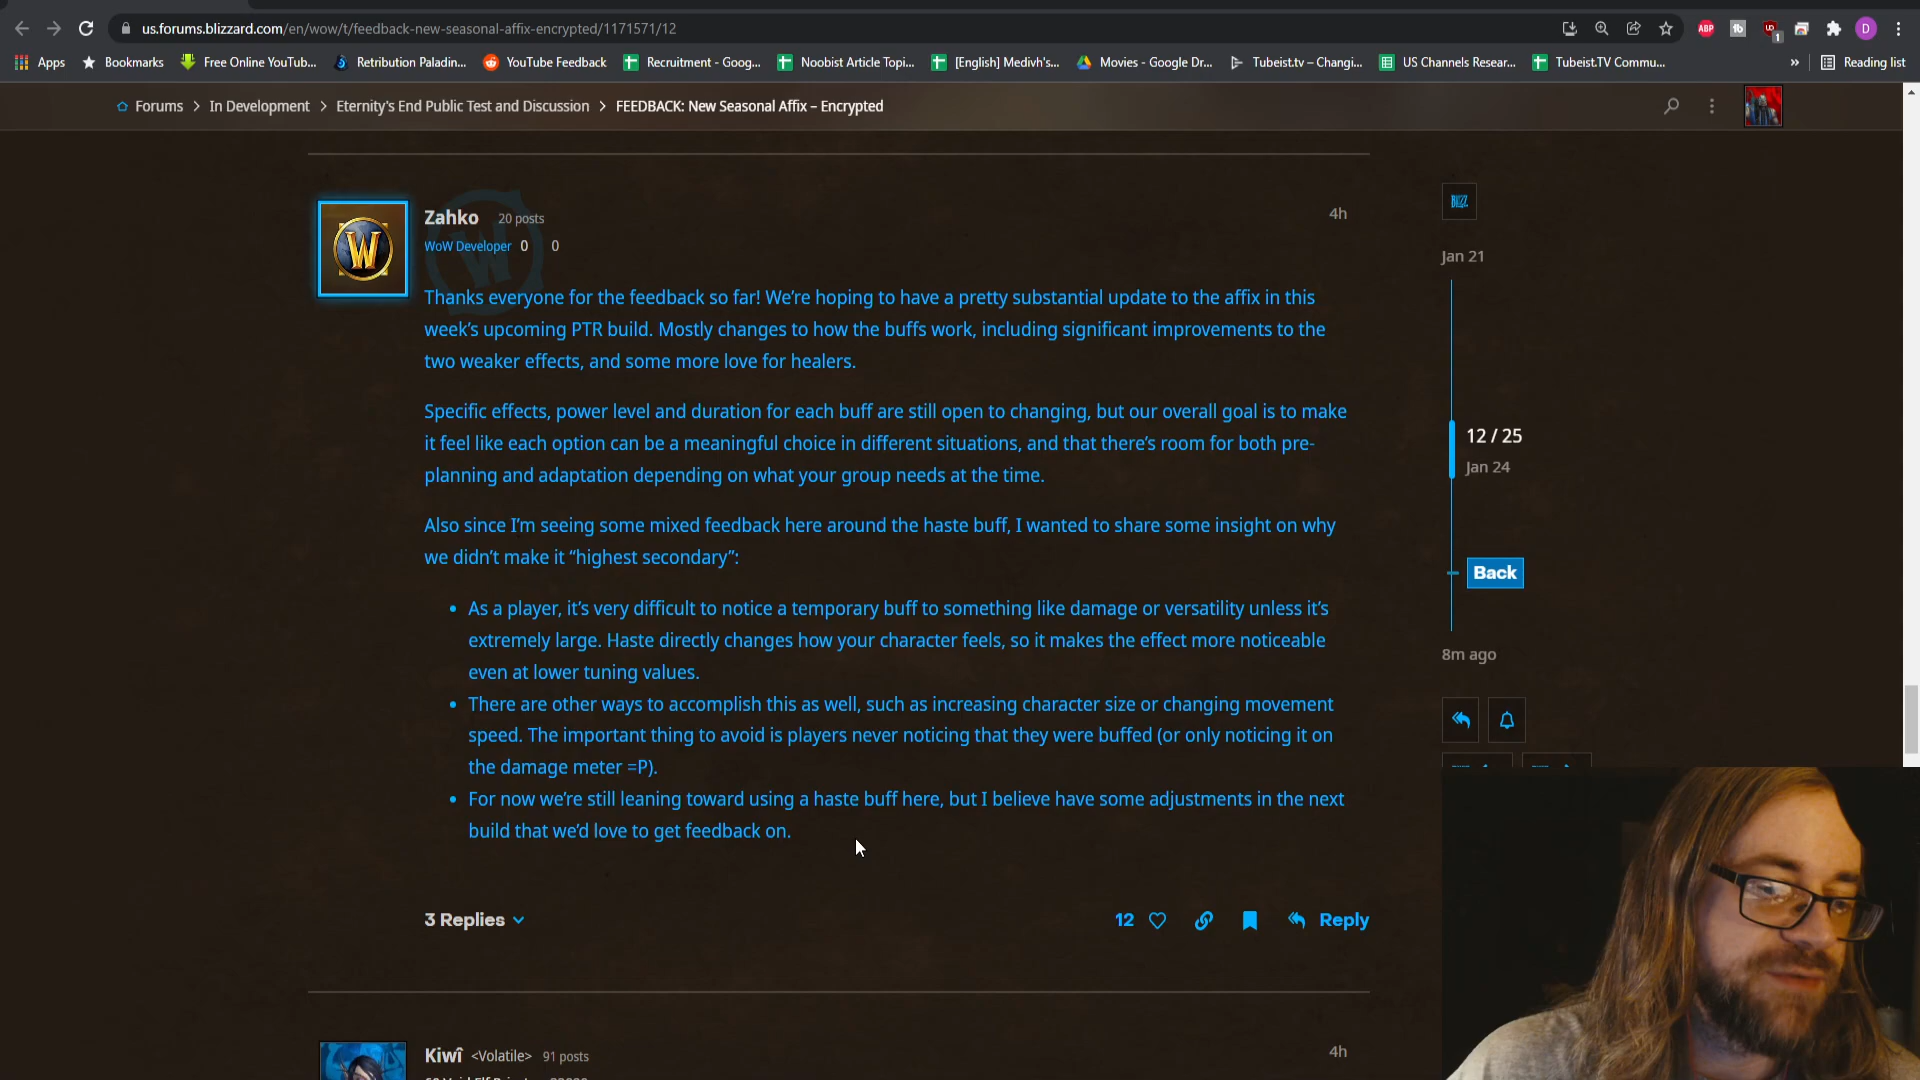 us.forums.blizzard.com/en/wow/t/feedback-new-seasonal-affix-encrypted/1171571/12
Apps Bookmarks Free Online YouTub... Retribution Paladin... YouTube Feedback Recruitment - Goog... Noobist Article Topi... [English] Medivh's... Movies - Google Dr... Tubeist.tv – Changi... US Channels Resear... Tubeist.TV Commu... » Reading list
Forums > In Development > Eternity's End Public Test and Discussion > FEEDBACK: New Seasonal Affix – Encrypted
Zahko 20 posts 4h
WoW Developer 0 0
Thanks everyone for the feedback so far! We're hoping to have a pretty substantial update to the affix in this
week's upcoming PTR build. Mostly changes to how the buffs work, including significant improvements to the
two weaker effects, and some more love for healers.
Specific effects, power level and duration for each buff are still open to changing, but our overall goal is to make
it feel like each option can be a meaningful choice in different situations, and that there's room for both pre-
planning and adaptation depending on what your group needs at the time.
Also since I'm seeing some mixed feedback here around the haste buff, I wanted to share some insight on why
we didn't make it “highest secondary”:
• As a player, it's very difficult to notice a temporary buff to something like damage or versatility unless it's
extremely large. Haste directly changes how your character feels, so it makes the effect more noticeable
even at lower tuning values.
• There are other ways to accomplish this as well, such as increasing character size or changing movement
speed. The important thing to avoid is players never noticing that they were buffed (or only noticing it on
the damage meter =P).
• For now we're still leaning toward using a haste buff here, but I believe have some adjustments in the next
build that we'd love to get feedback on.
3 Replies 12 Reply
Kiwî <Volatile> 91 posts 4h
BLIZZ
Jan 21
12 / 25
Jan 24
Back
8m ago
ABP
D
1